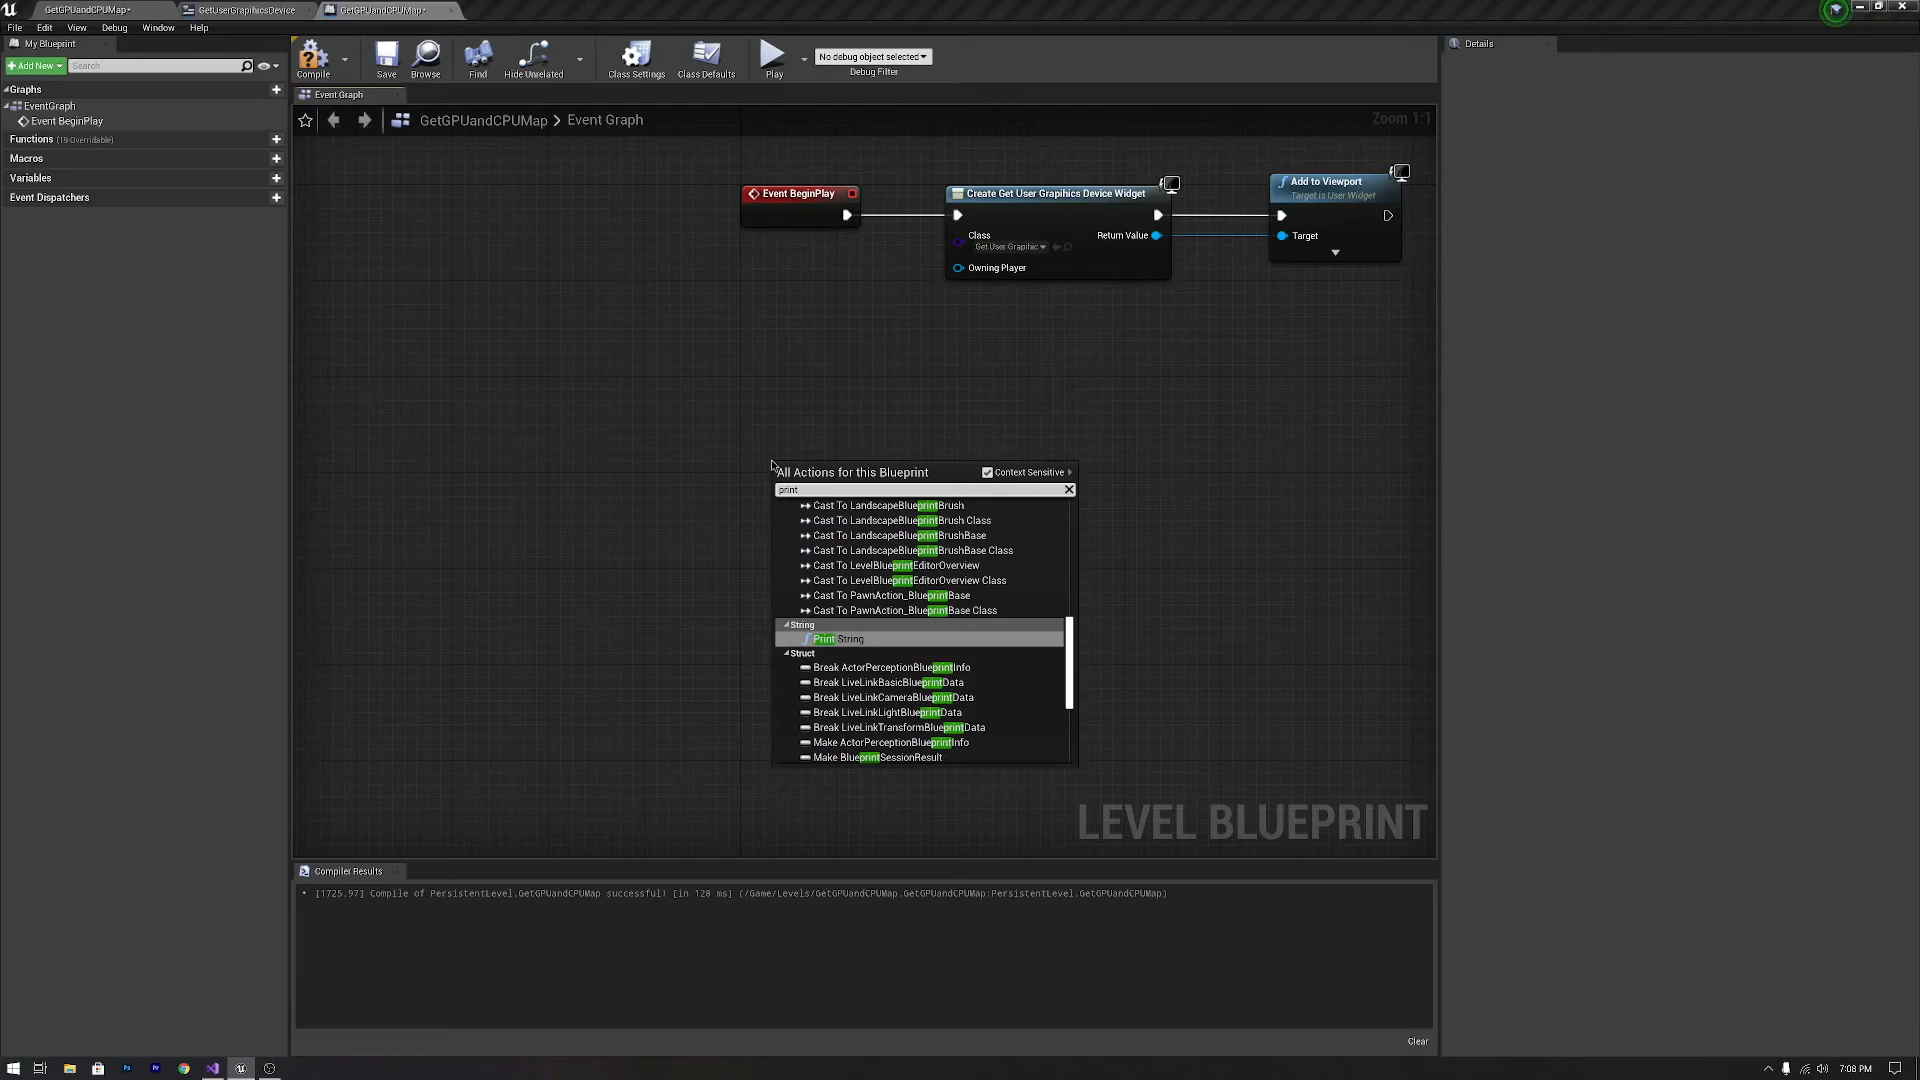 GetGPUandCPUMap*
GetUserGraphicsDevice
GetGPUandCPUMap*
File
Edit
View
Debug
Window
Help
My Blueprint
Add New
Search
Graphs
EventGraph
Event BeginPlay
Functions (19 Overridable)
Macros
Variables
Event Dispatchers
Compile
Save
Browse
Find
Hide Unrelated
Class Settings
Class Defaults
Play
No debug object selected
Debug Filter
Event Graph
GetGPUandCPUMap > Event Graph
Zoom 1:1
Event BeginPlay
Create Get User Grapihics Device Widget
Class
Get User Grapihic
Return Value
Owning Player
Add to Viewport
Target is User Widget
Target
All Actions for this Blueprint
Context Sensitive
print
Cast To LandscapeBlueprintBrush
Cast To LandscapeBlueprintBrush Class
Cast To LandscapeBlueprintBrushBase
Cast To LandscapeBlueprintBrushBase Class
Cast To LevelBlueprintEditorOverview
Cast To LevelBlueprintEditorOverview Class
Cast To PawnAction_BlueprintBase
Cast To PawnAction_BlueprintBase Class
String
Print String
Struct
Break ActorPerceptionBlueprintInfo
Break LiveLinkBasicBlueprintData
Break LiveLinkCameraBlueprintData
Break LiveLinkLightBlueprintData
Break LiveLinkTransformBlueprintData
Make ActorPerceptionBlueprintInfo
Make BlueprintSessionResult
LEVEL BLUEPRINT
Compiler Results
[1725.97] Compile of PersistentLevel.GetGPUandCPUMap successful! [in 128 ms] (/Game/Levels/GetGPUandCPUMap.GetGPUandCPUMap:PersistentLevel.GetGPUandCPUMap)
Clear
Details
7:08 PM